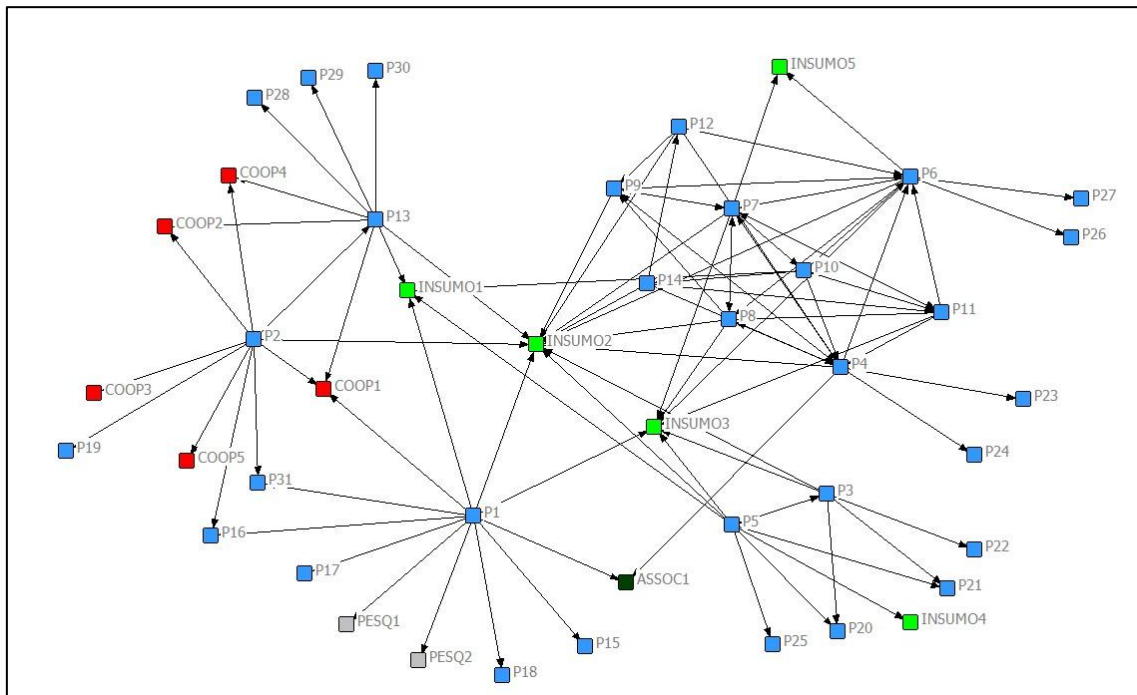 INSUMO5
P30
P29
P28
P12
COOP4
P9
P6
P27
P7
COOP2
P13
P26
P10
P14
INSUMO1
P11
P8
P2
INSUMO2
P4
COOP3
COOP1
P23
INSUMO3
P19
COOP5
P24
P31
P3
P1
P5
P16
P22
P17
ASSOC1
P21
PESQ1
INSUMO4
P20
P15
P25
PESQ2
P18